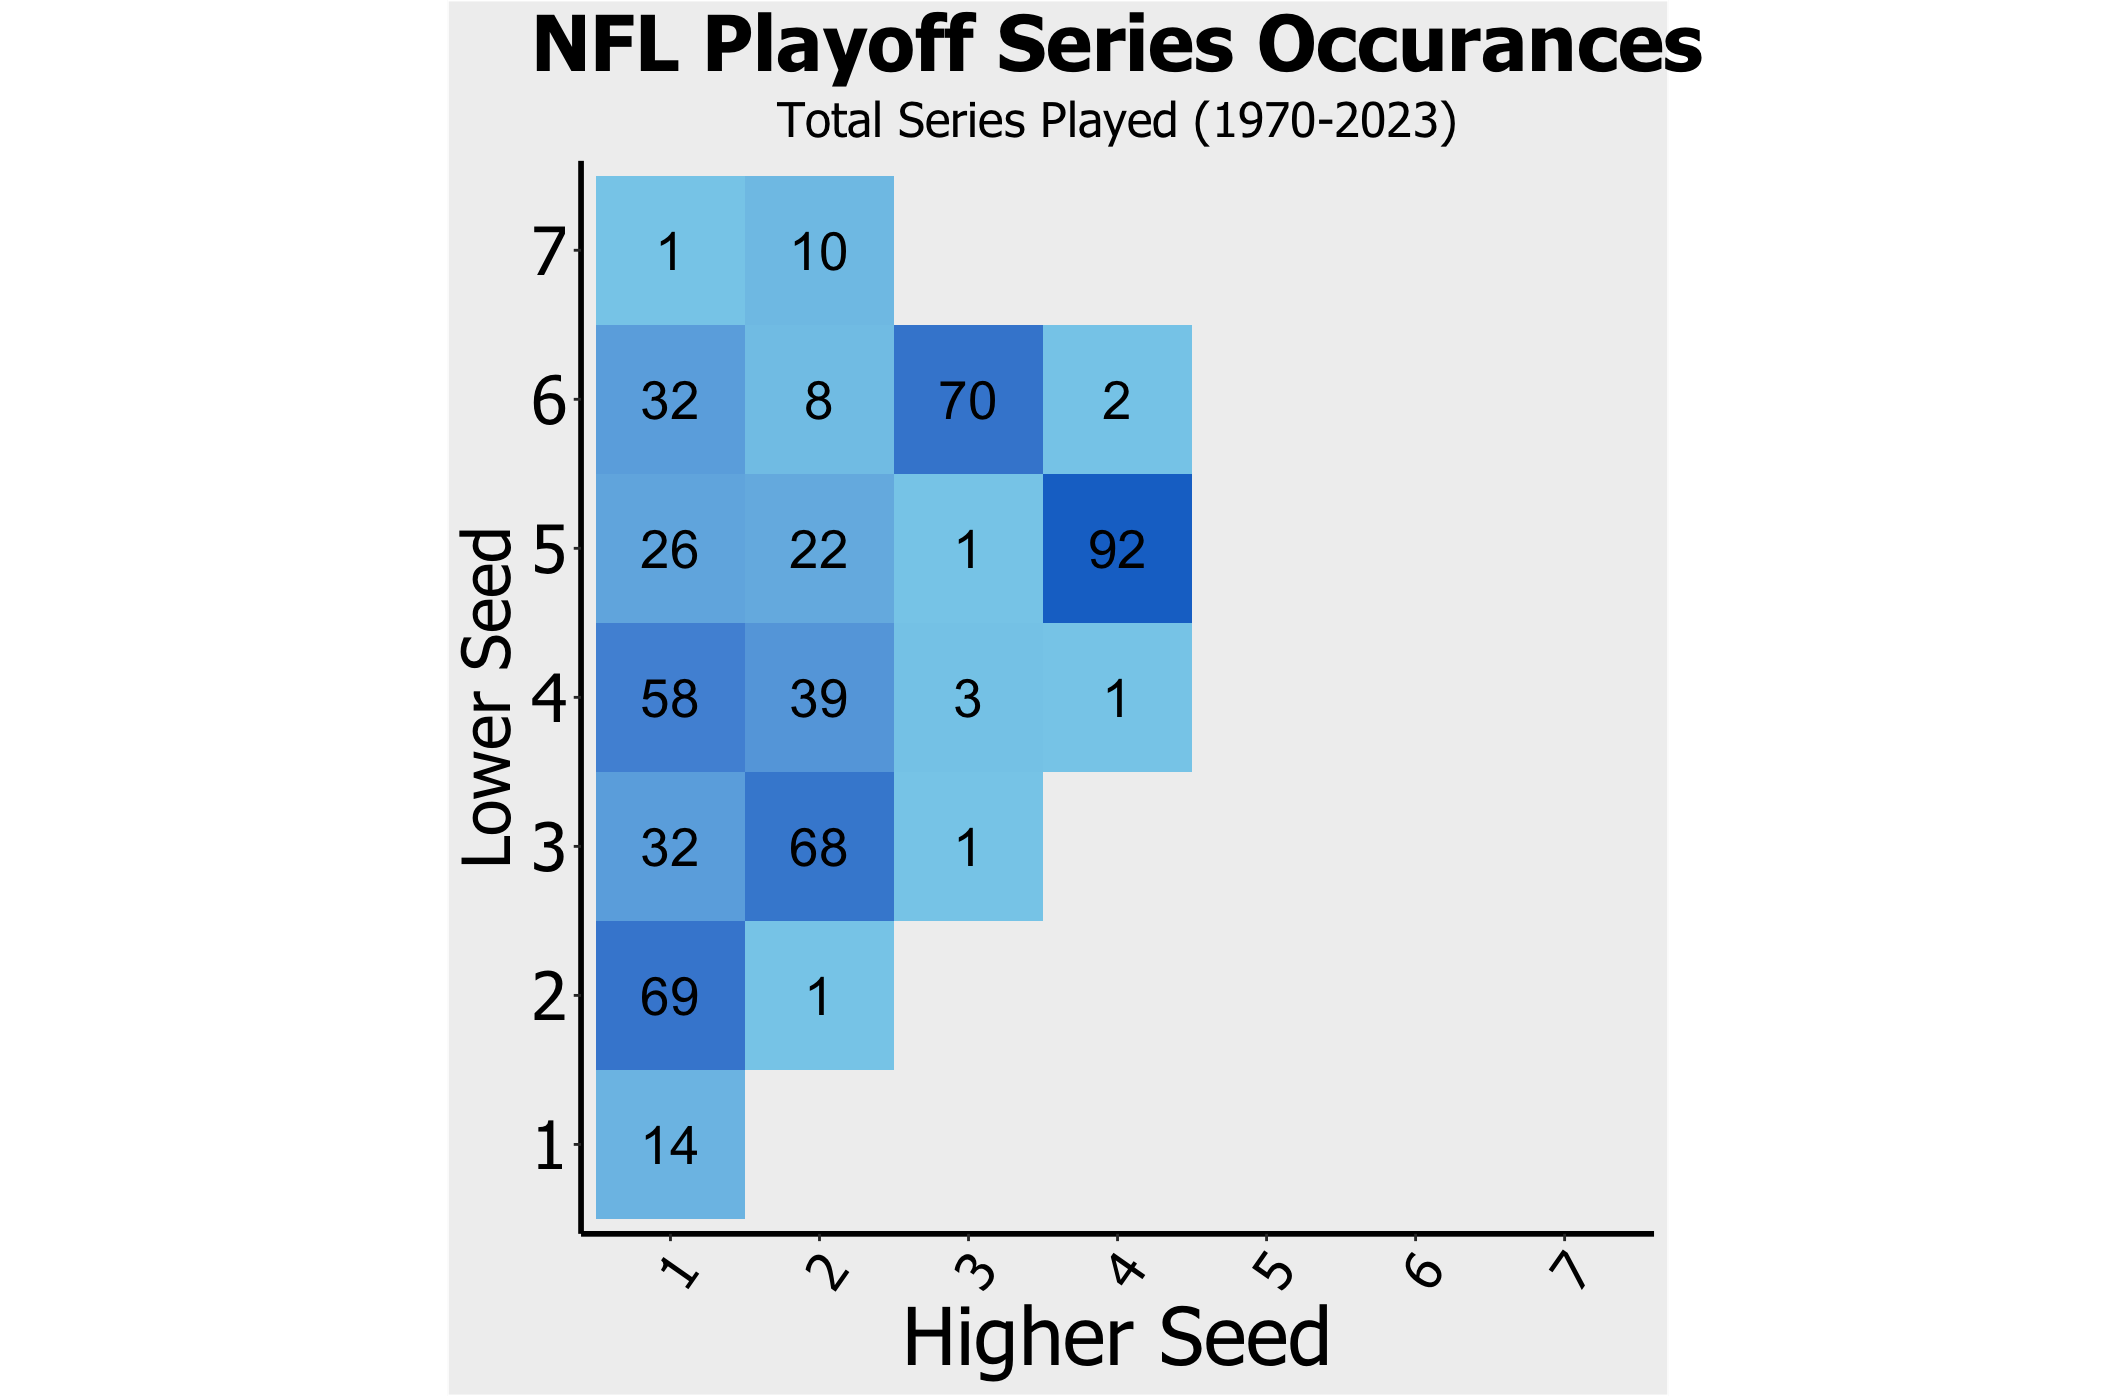 NFL Playoff Series Occurances
Total Series Played (1970-2023)
7 1 10
6 32 8 70 2
5 26 22 1 92
4 58 39 3 1
3 32 68 1
2 69 1
1 14
Lower Seed
1 2 3 4 5 6 7
Higher Seed